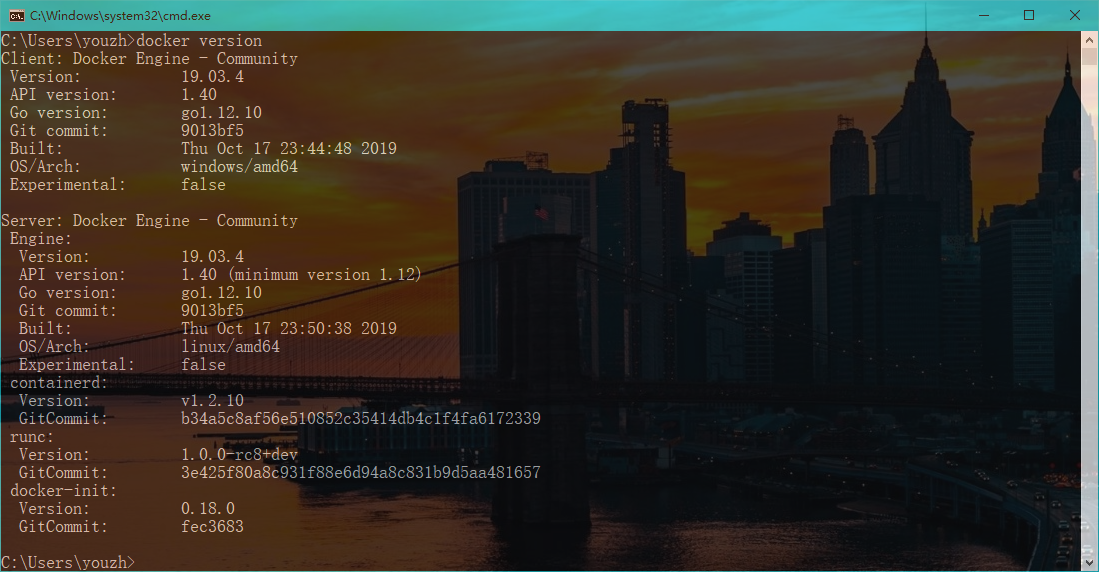 C:\Windows\system32\cmd.exe
C:\Users\youzh>docker version
Client: Docker Engine - Community
Version: 19.03.4
API version: 1.40
Go version: go1.12.10
Git commit: 9013bf5
Built: Thu Oct 17 23:44:48 2019
OS/Arch: windows/amd64
Experimental: false
Server: Docker Engine - Community
Engine:
Version: 19.03.4
API version: 1.40 (minimum version 1.12)
Go version: go1.12.10
Git commit: 9013bf5
Built: Thu Oct 17 23:50:38 2019
OS/Arch: linux/amd64
Experimental: false
containerd:
Version: v1.2.10
GitCommit: b34a5c8af56e510852c35414db4c1f4fa6172339
runc:
Version: 1.0.0-rc8+dev
GitCommit: 3e425f80a8c931f88e6d94a8c831b9d5aa481657
docker-init:
Version: 0.18.0
GitCommit: fec3683
C:\Users\youzh>